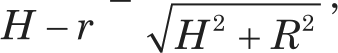 H − r − √(H² + R²) ,